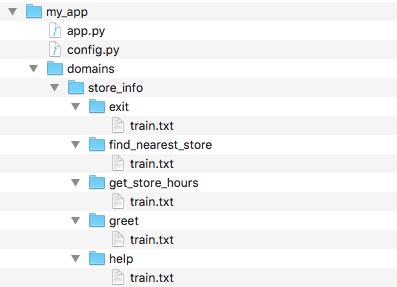 my_app
app.py
config.py
domains
store_info
exit
train.txt
find_nearest_store
train.txt
get_store_hours
train.txt
greet
train.txt
help
train.txt